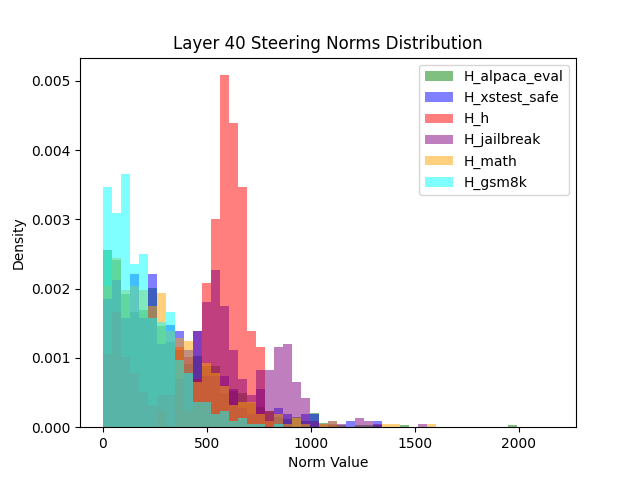 Layer 40 Steering Norms Distribution
0.005
0.004
0.003
0.002
0.001
0.000
Density
H_alpaca_eval
H_xstest_safe
H_h
H_jailbreak
H_math
H_gsm8k
0
500
1000
1500
2000
Norm Value